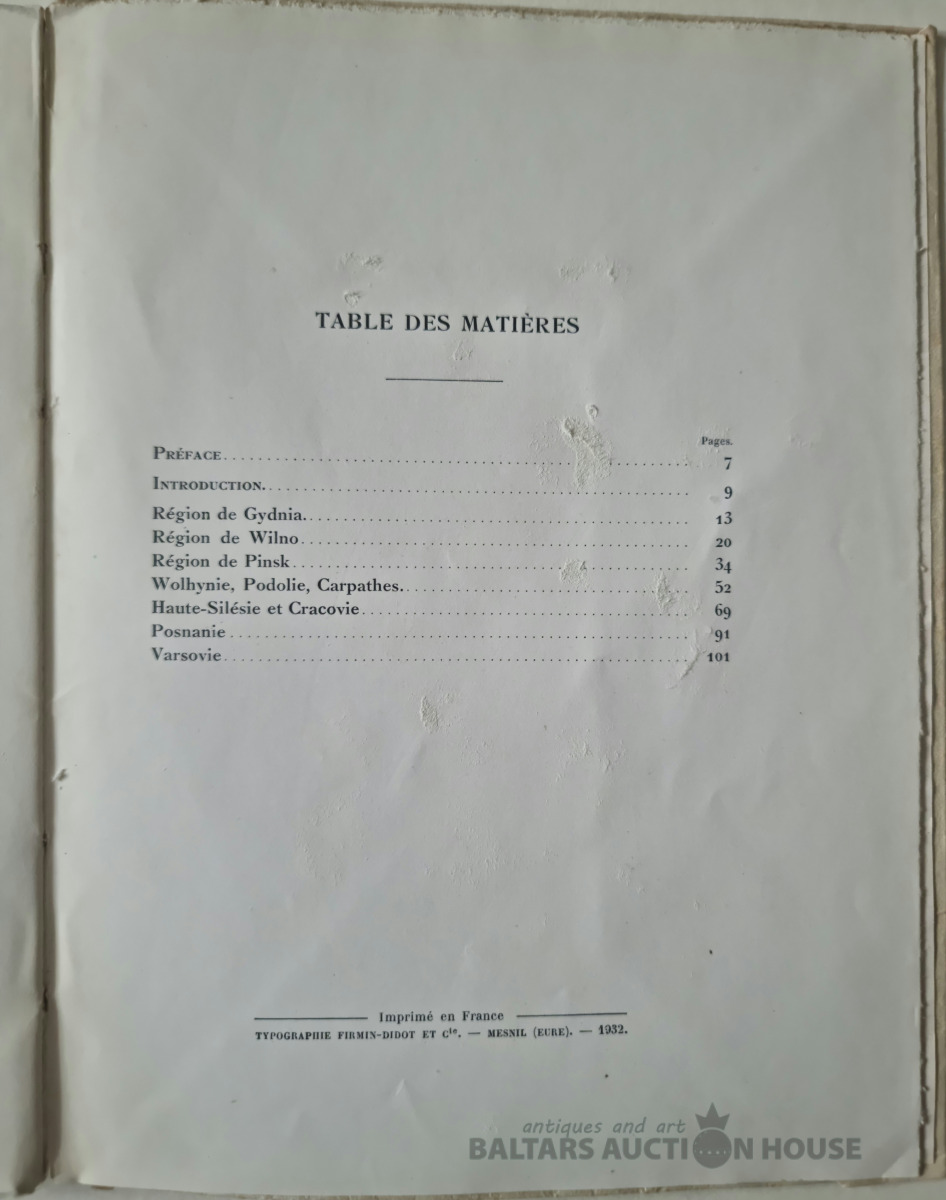 TABLE DES MATIÈRES
Pages.
PRÉFACE 7
INTRODUCTION. 9
Région de Gydnia. 13
Région de Wilno 20
Région de Pinsk 34
Wolhynie, Podolie, Carpathes. 52
Haute-Silésie et Cracovie 69
Posnanie 91
Varsovie 101
Imprimé en France
TYPOGRAPHIE FIRMIN-DIDOT ET Cie. — MESNIL (EURE). — 1932.
antiques and art
BALTARS AUCTION HOUSE